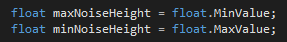 float maxNoiseHeight = float.MinValue;
float minNoiseHeight = float.MaxValue;